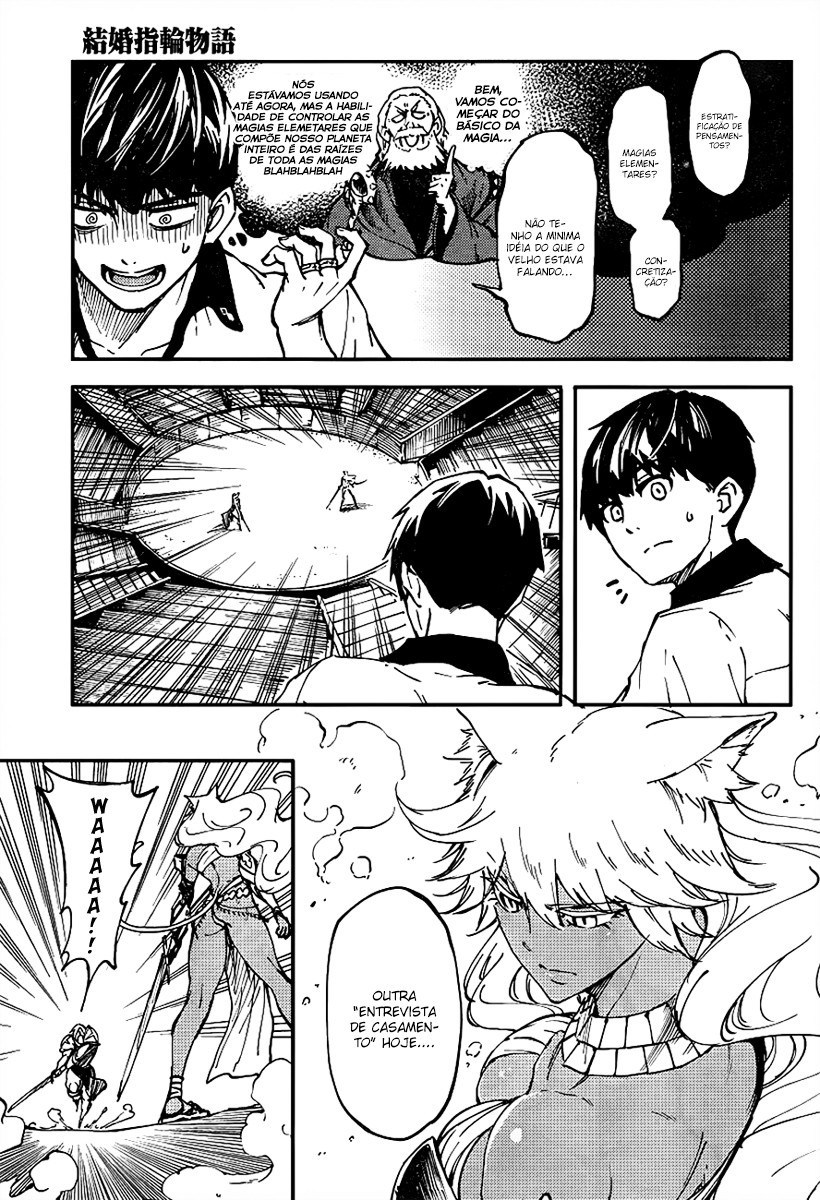 結婚指輪物語
ESTRATI-
FICAÇÃO DE
PENSAMEN-
TOS?
MAGIAS
ELEMEN-
TARES?
CONCRETIZA-
ÇÃO?
BEM,
VAMOS CO-
MEÇAR DO
BÁSICO DA
MAGIA...
NÓS
ESTÁVAMOS USANDO
ATÉ AGORA, MAS A HABILI-
DADE DE CONTROLAR AS
MAGIAS ELEMETARES QUE
COMPÕE NOSSO PLANETA
INTEIRO É DAS RAÍZES
DE TODA AS MAGIAS
BLAHBLAHBLAH
NÃO TE-
NHO A MINIMA
IDÉIA DO QUE O
VELHO ESTAVA
FALANDO...
OUTRA
"ENTREVISTA
DE CASAMEN-
TO" HOJE....
WAAAAA!!